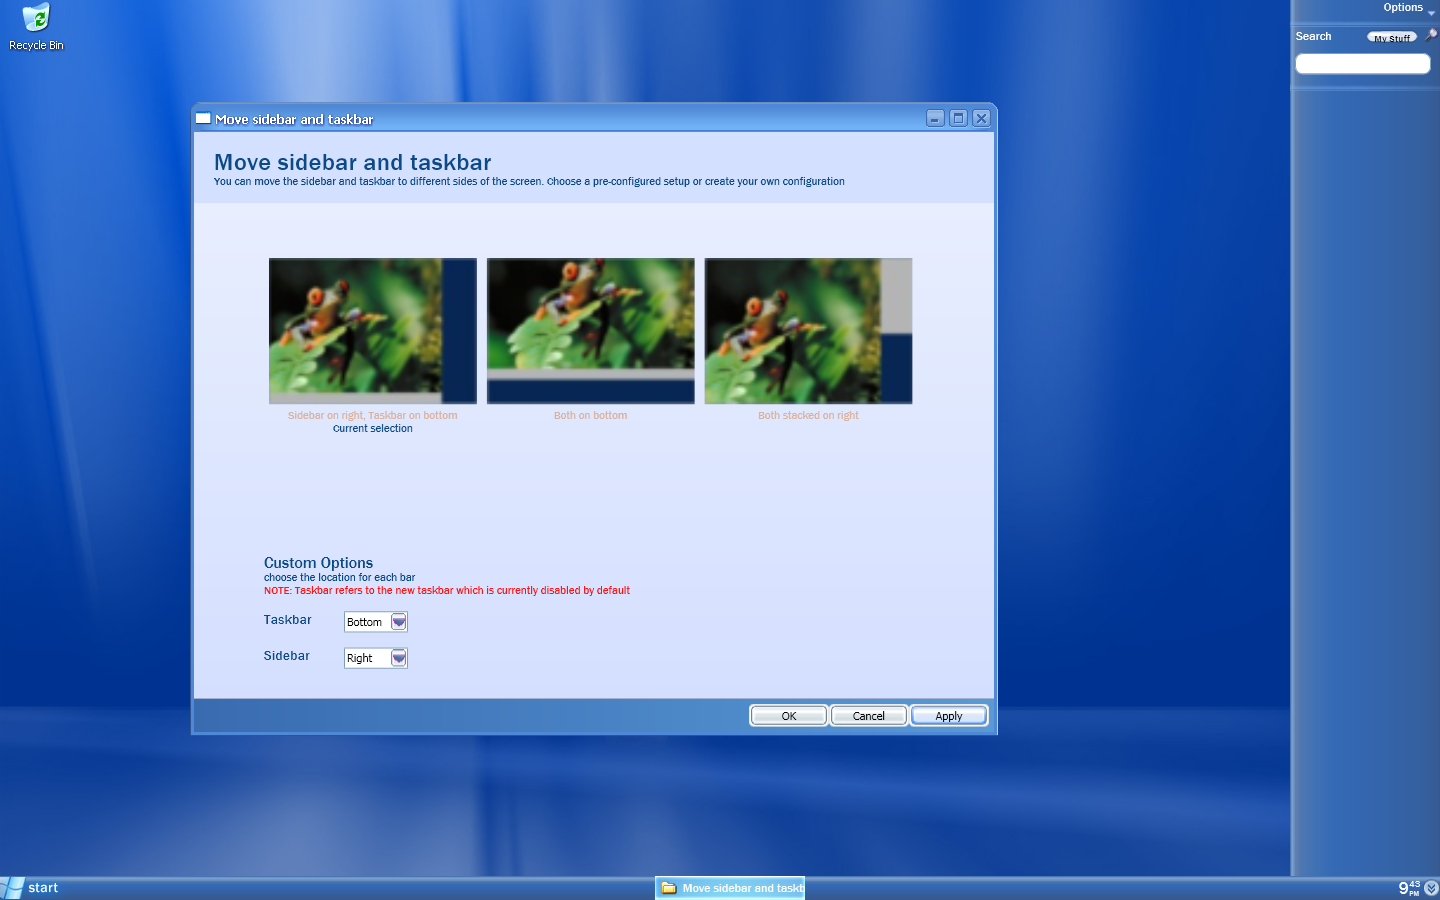 Recycle Bin
Options
Search
My Stuff
Move sidebar and taskbar
Move sidebar and taskbar
You can move the sidebar and taskbar to different sides of the screen. Choose a pre-configured setup or create your own configuration
Sidebar on right, Taskbar on bottom
Current selection
Both on bottom
Both stacked on right
Custom Options
choose the location for each bar
NOTE: Taskbar refers to the new taskbar which is currently disabled by default
Taskbar
Bottom
Sidebar
Right
OK
Cancel
Apply
start
Move sidebar and taskb
9 43 PM